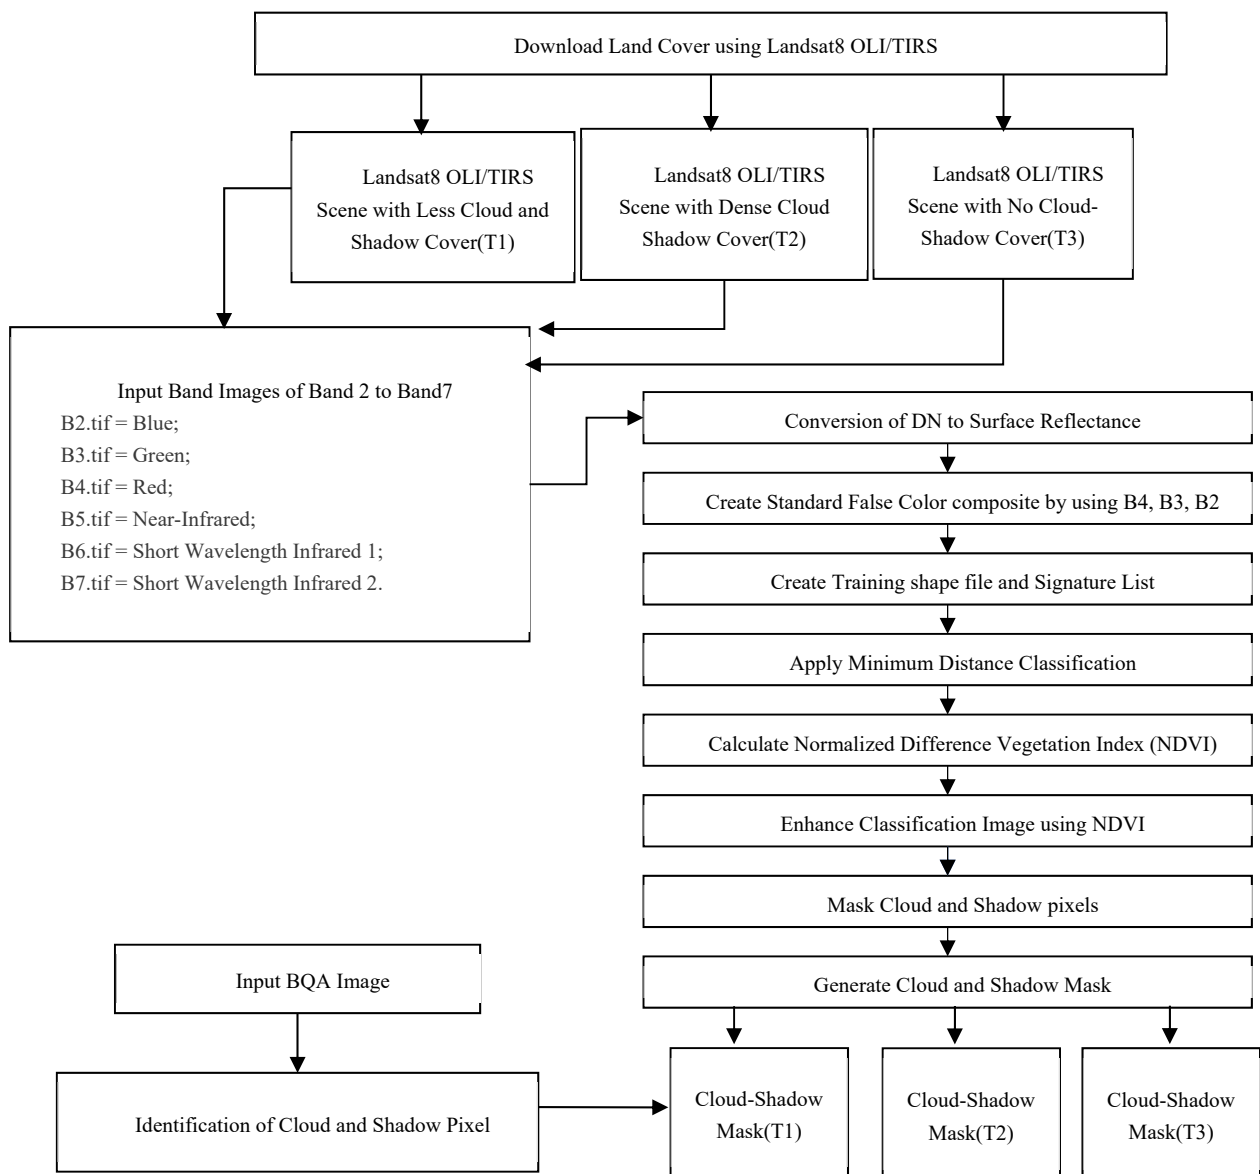 Download Land Cover using Landsat8 OLI/TIRS
Landsat8 OLI/TIRS
Scene with Less Cloud and
Shadow Cover(T1)
Landsat8 OLI/TIRS
Scene with Dense Cloud
Shadow Cover(T2)
Landsat8 OLI/TIRS
Scene with No Cloud-
Shadow Cover(T3)
Input Band Images of Band 2 to Band7
B2.tif = Blue;
B3.tif = Green;
B4.tif = Red;
B5.tif = Near-Infrared;
B6.tif = Short Wavelength Infrared 1;
B7.tif = Short Wavelength Infrared 2.
Conversion of DN to Surface Reflectance
Create Standard False Color composite by using B4, B3, B2
Create Training shape file and Signature List
Apply Minimum Distance Classification
Calculate Normalized Difference Vegetation Index (NDVI)
Enhance Classification Image using NDVI
Mask Cloud and Shadow pixels
Generate Cloud and Shadow Mask
Input BQA Image
Identification of Cloud and Shadow Pixel
Cloud-Shadow
Mask(T1)
Cloud-Shadow
Mask(T2)
Cloud-Shadow
Mask(T3)